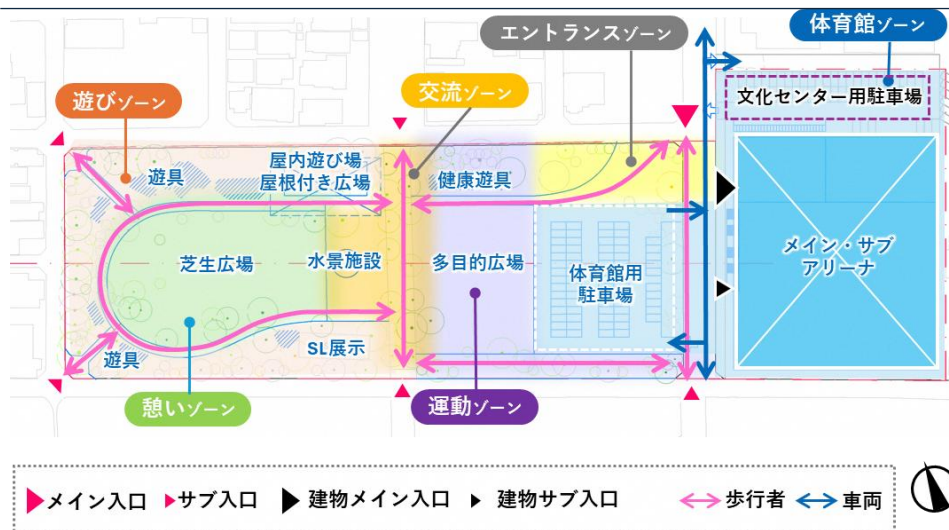 エントランスゾーン
体育館ゾーン
遊びゾーン
交流ゾーン
文化センター用駐車場
遊具
屋内遊び場
屋根付き広場
健康遊具
芝生広場
水景施設
多目的広場
体育館用
駐車場
メイン・サブ
アリーナ
遊具
SL展示
憩いゾーン
運動ゾーン
メイン入口
サブ入口
建物メイン入口
建物サブ入口
歩行者
車両